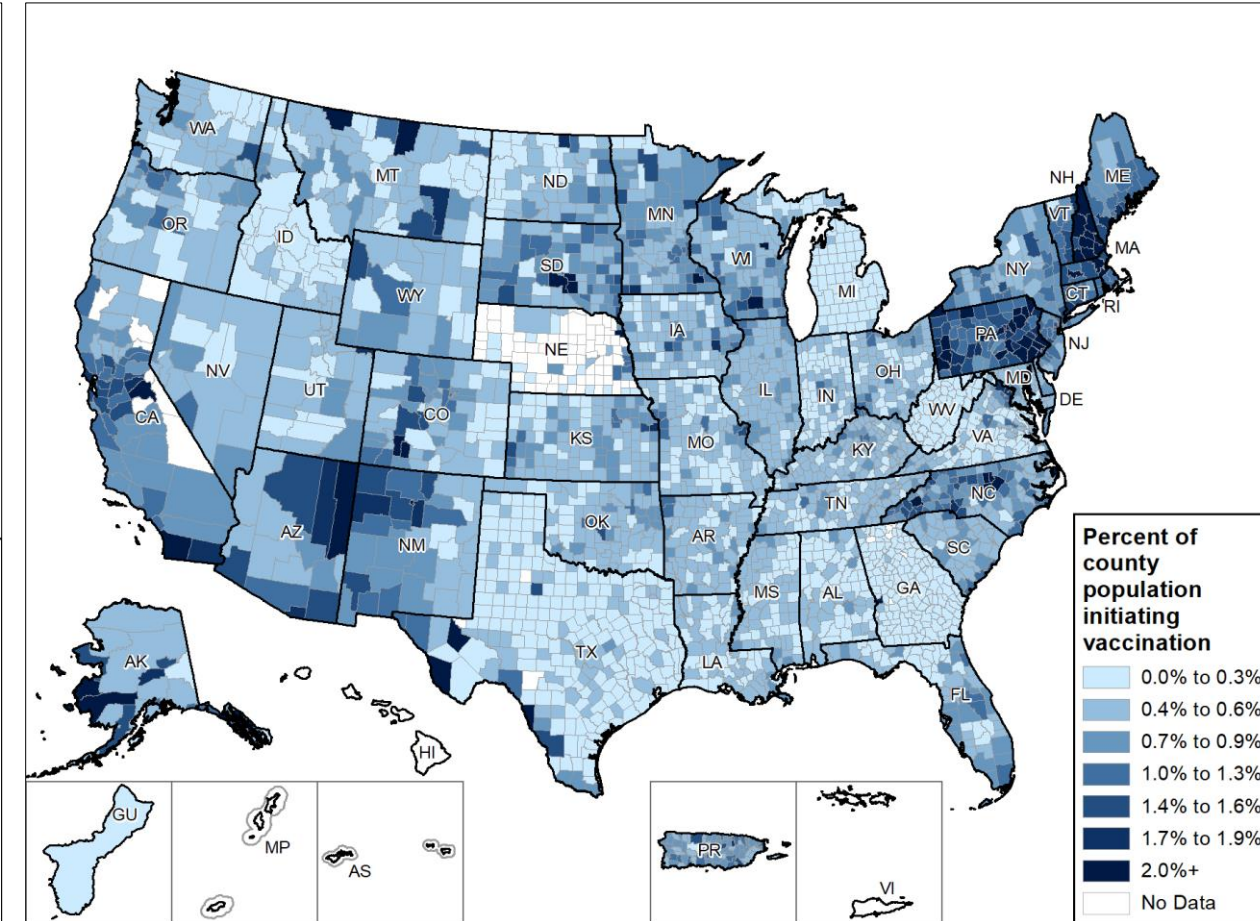 WA
MT
ND
MN
OR
ID
SD
WI
MI
WY
NE
IA
NV
UT
CO
CA
KS
MO
IL
IN
OH
NY
NH
ME
VT
MA
CT
RI
PA
NJ
MD
DE
WV
VA
KY
NC
TN
SC
AZ
NM
OK
AR
MS
AL
GA
TX
LA
FL
AK
HI
GU
MP
AS
PR
VI
Percent of
county
population
initiating
vaccination
0.0% to 0.3%
0.4% to 0.6%
0.7% to 0.9%
1.0% to 1.3%
1.4% to 1.6%
1.7% to 1.9%
2.0%+
No Data